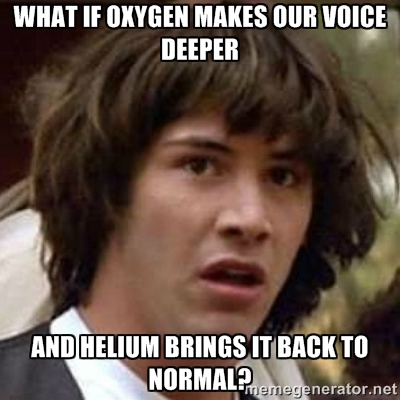 WHAT IF OXYGEN MAKES OUR VOICE
DEEPER
AND HELIUM BRINGS IT BACK TO
NORMAL?
memegenerator.net